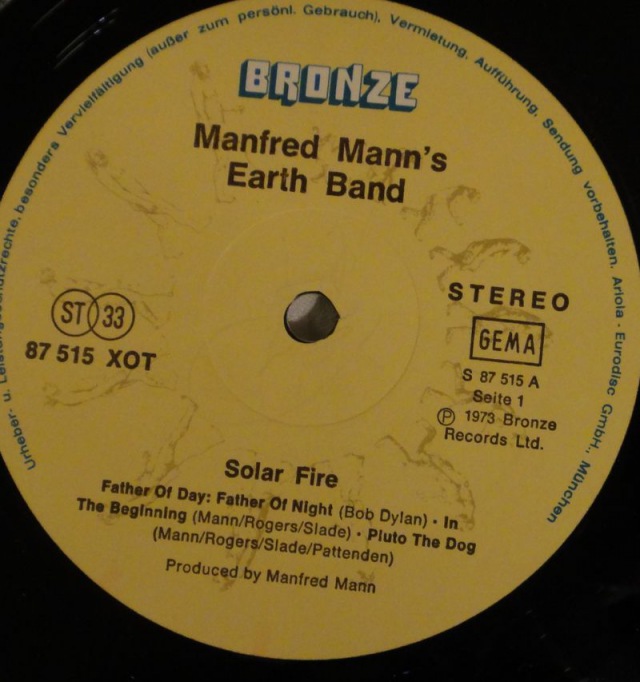 BRONZE
Manfred Mann's
Earth Band
ST 33
87 515 XOT
STEREO
GEMA
S 87 515 A
Seite 1
Ⓟ 1973 Bronze
Records Ltd.
Solar Fire
Father Of Day: Father Of Night (Bob Dylan) · In
The Beginning (Mann/Rogers/Slade) · Pluto The Dog
(Mann/Rogers/Slade/Pattenden)
Produced by Manfred Mann
Urheber- u. Leistungsschutzrechte, besonders Vervielfältigung (außer zum persönl. Gebrauch), Vermietung, Aufführung, Sendung vorbehalten. Ariola - Eurodisc GmbH., München